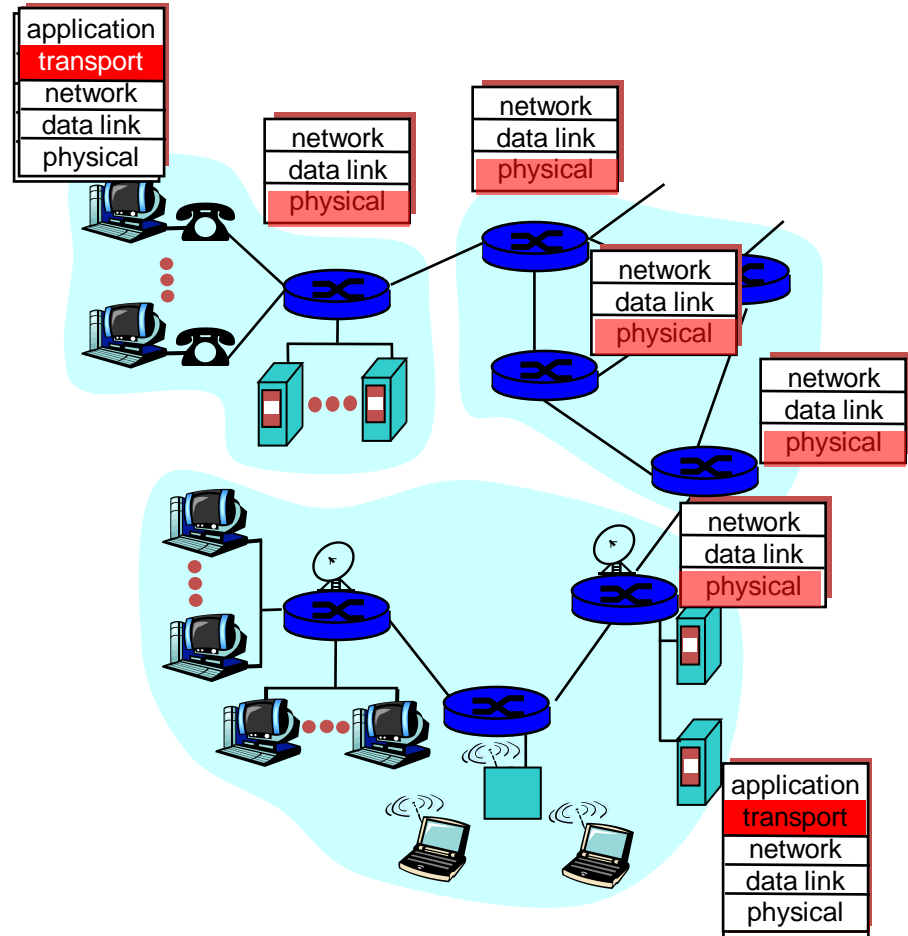 application
transport
network
data link
physical
network
data link
physical
network
data link
physical
network
data link
physical
network
data link
physical
network
data link
physical
application
transport
network
data link
physical